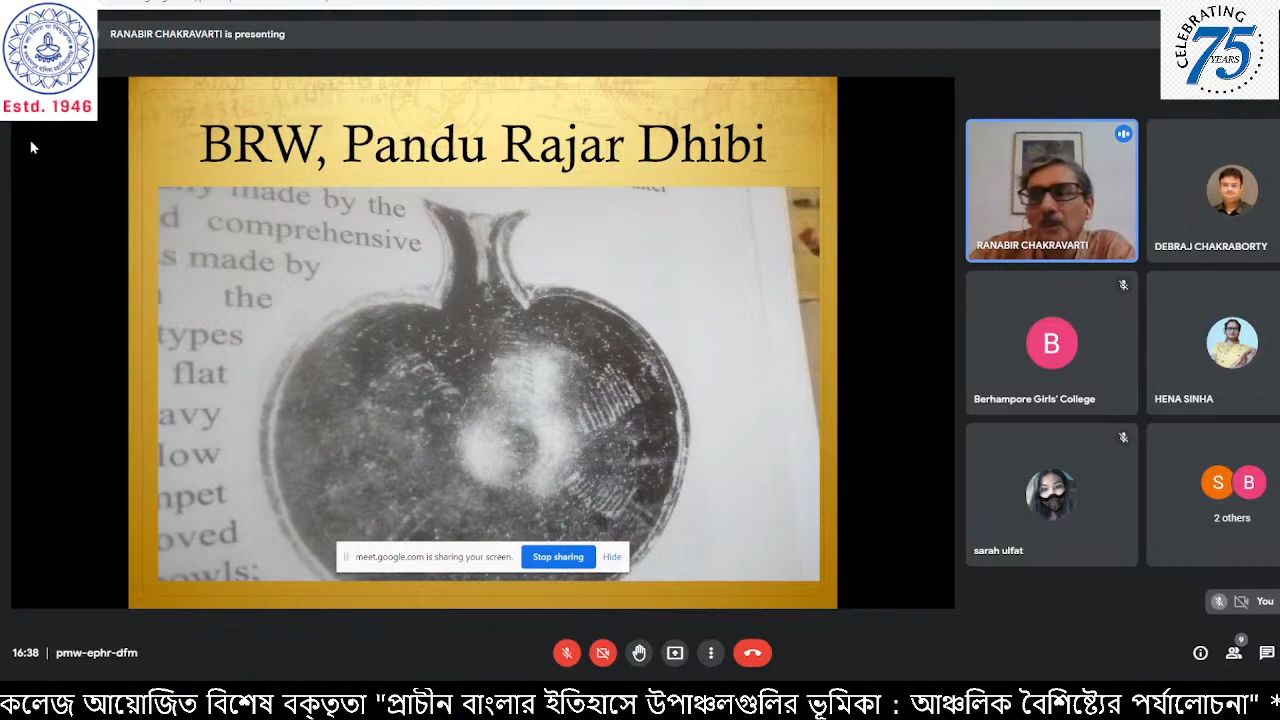 RANABIR CHAKRAVARTI is presenting
Estd. 1946
CELEBRATING
75
YEARS
BRW, Pandu Rajar Dhibi
made by the
comprehensive
made by
the
types
flat
low
meet.google.com is sharing your screen.
Stop sharing
Hide
RANABIR CHAKRAVARTI
DEBRAJ CHAKRABORTY
B
Berhampore Girls' College
HENA SINHA
sarah ulfat
S
B
2 others
You
16:38 | pmw-ephr-dfm
9
কলেজ আয়োজিত বিশেষ বক্তৃতা "প্রাচীন বাংলার ইতিহাসে উপাঞ্চলগুলির ভূমিকা : আঞ্চলিক বৈশিষ্ট্যের পর্যালোচনা" *